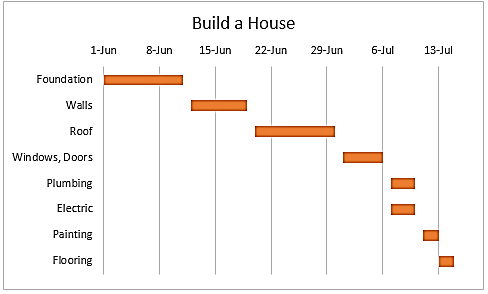 Build a House
1-Jun 8-Jun 15-Jun 22-Jun 29-Jun 6-Jul 13-Jul
Foundation
Walls
Roof
Windows, Doors
Plumbing
Electric
Painting
Flooring